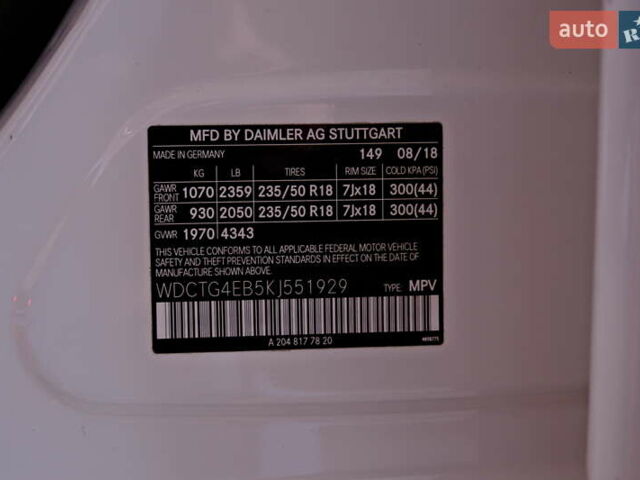 auto R
MFD BY DAIMLER AG STUTTGART
MADE IN GERMANY 149 08/18
KG LB TIRES RIM SIZE COLD KPA (PSI)
GAWR FRONT 1070 2359 235/50 R18 7Jx18 300(44)
GAWR REAR 930 2050 235/50 R18 7Jx18 300(44)
GVWR 1970 4343
THIS VEHICLE CONFORMS TO ALL APPLICABLE FEDERAL MOTOR VEHICLE
SAFETY AND THEFT PREVENTION STANDARDS IN EFFECT ON THE DATE OF
MANUFACTURE SHOWN ABOVE.
WDCTG4EB5KJ551929 TYPE: MPV
A 204 817 78 20